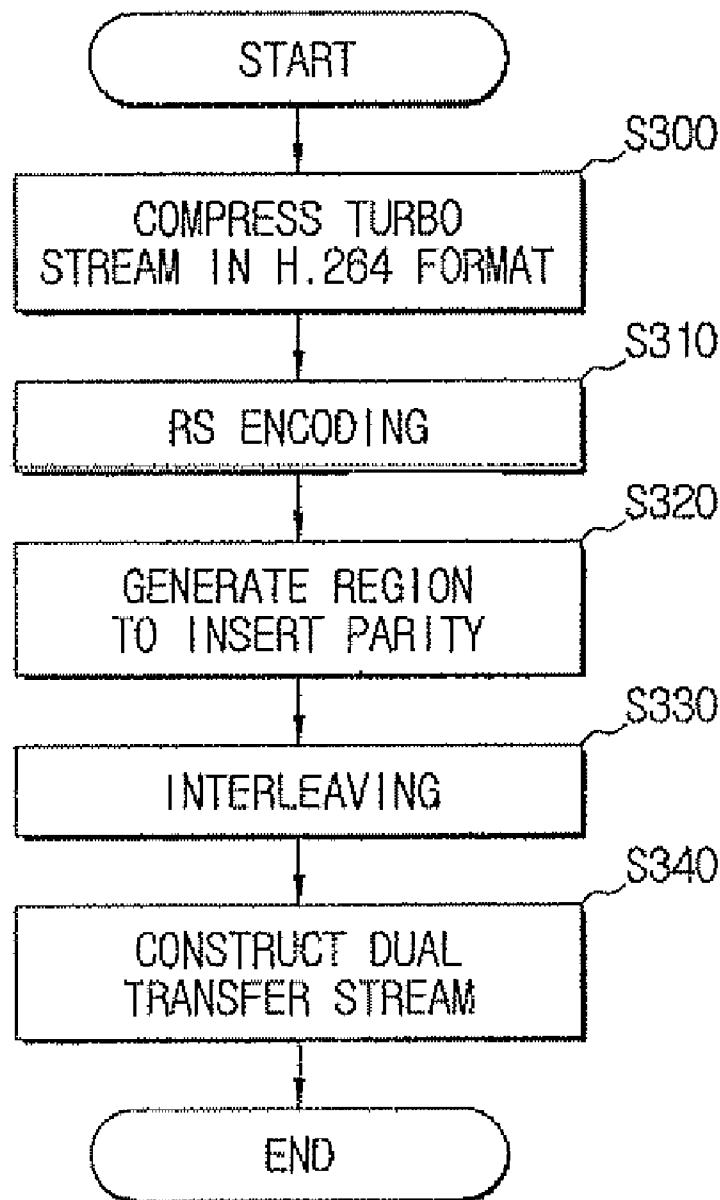 START
S300
COMPRESS TURBO
STREAM IN H.264 FORMAT
S310
RS ENCODING
S320
GENERATE REGION
TO INSERT PARITY
S330
INTERLEAVING
S340
CONSTRUCT DUAL
TRANSFER STREAM
END